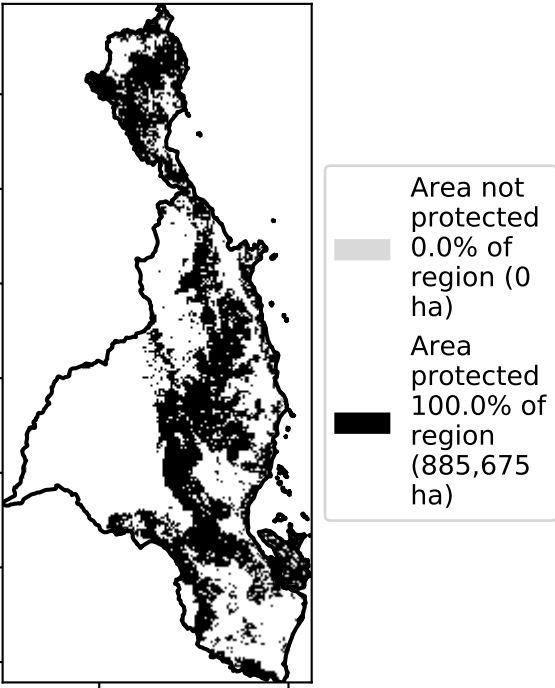 Area not
protected
0.0% of
region (0
ha)
Area
protected
100.0% of
region
(885,675
ha)